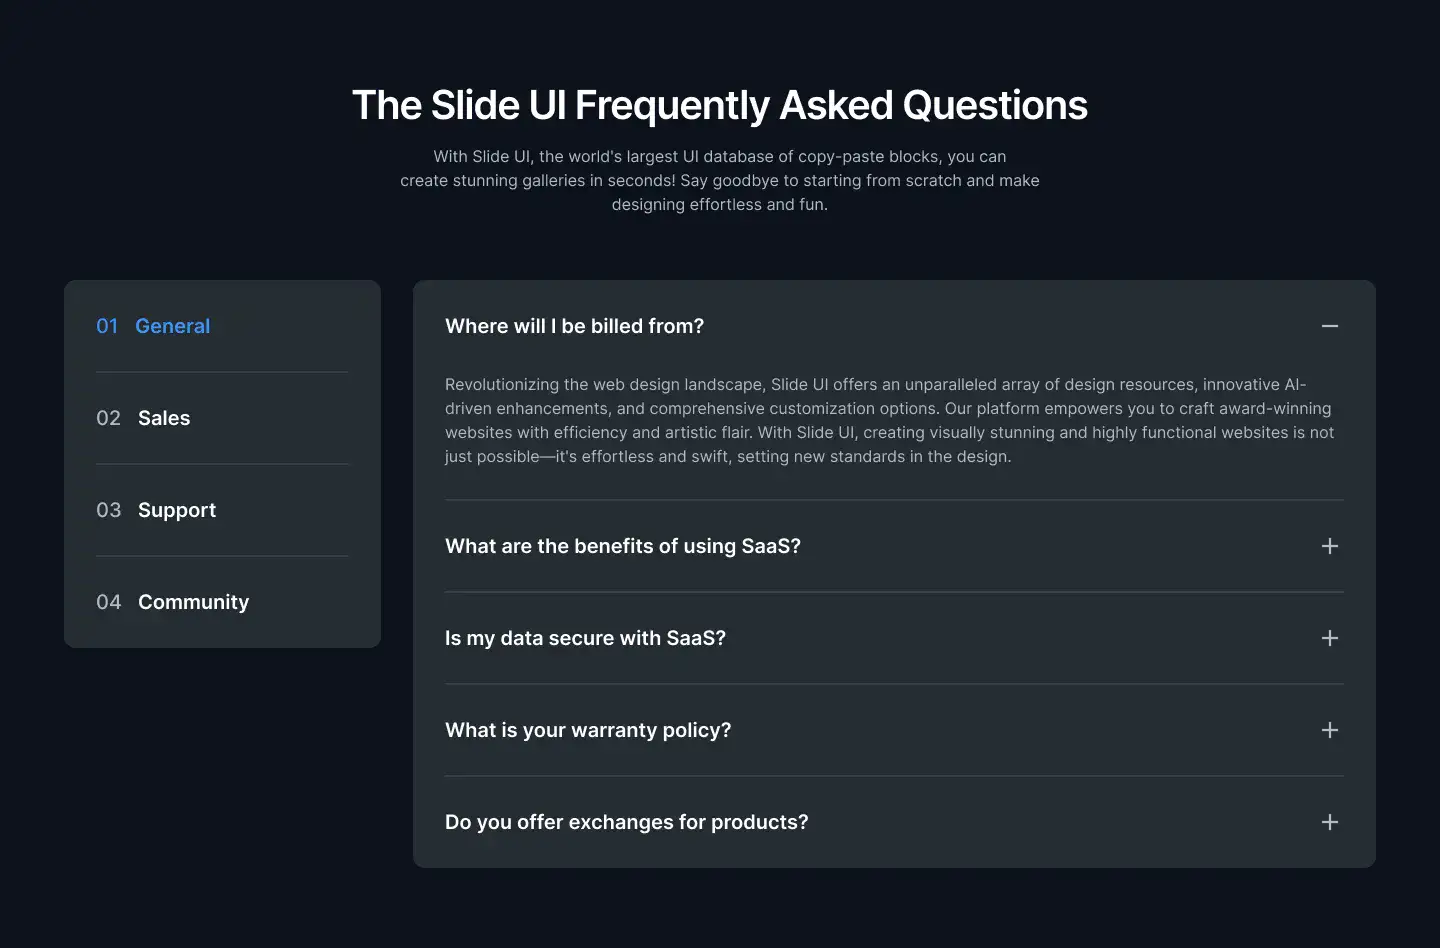 The Slide UI Frequently Asked Questions
With Slide UI, the world's largest UI database of copy-paste blocks, you can
create stunning galleries in seconds! Say goodbye to starting from scratch and make
designing effortless and fun.
01 General
02 Sales
03 Support
04 Community
Where will I be billed from?
Revolutionizing the web design landscape, Slide UI offers an unparalleled array of design resources, innovative AI-
driven enhancements, and comprehensive customization options. Our platform empowers you to craft award-winning
websites with efficiency and artistic flair. With Slide UI, creating visually stunning and highly functional websites is not
just possible—it's effortless and swift, setting new standards in the design.
What are the benefits of using SaaS?
Is my data secure with SaaS?
What is your warranty policy?
Do you offer exchanges for products?